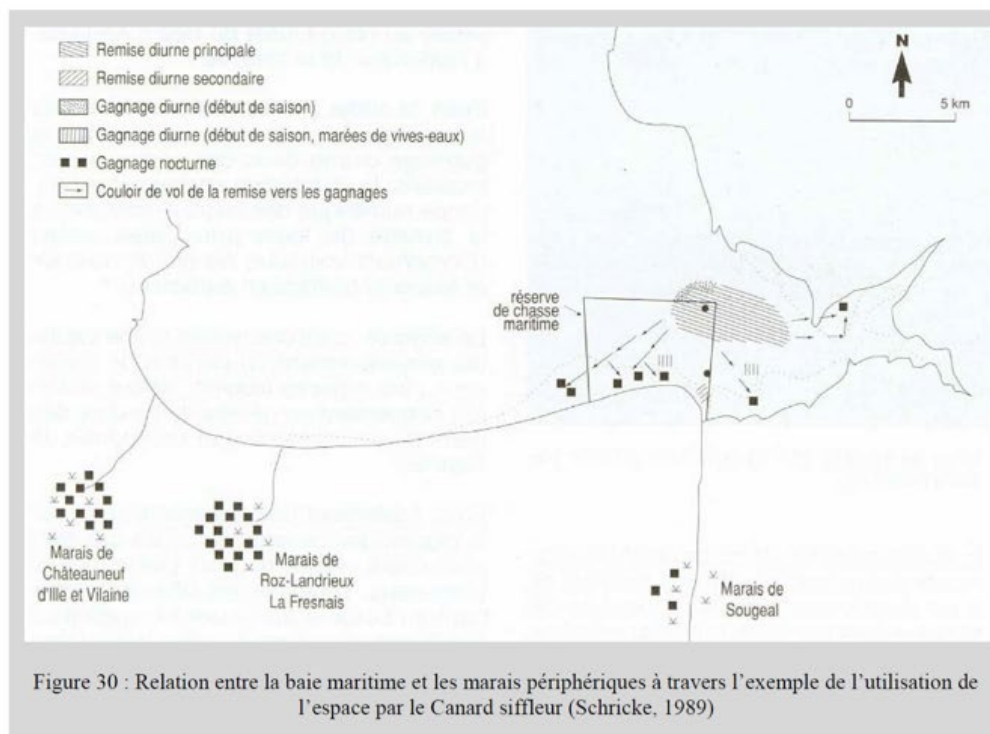 Remise diurne principale
Remise diurne secondaire
Gagnage diurne (début de saison)
Gagnage diurne (début de saison, marées de vives-eaux)
Gagnage nocturne
Couloir de vol de la remise vers les gagnages
N
0 5 km
réserve
de chasse
maritime
Marais de
Châteauneuf
d'Ille et Vilaine
Marais de
Roz-Landrieux
La Fresnais
Marais de
Sougeal
Figure 30 : Relation entre la baie maritime et les marais périphériques à travers l'exemple de l'utilisation de
l'espace par le Canard siffleur (Schricke, 1989)